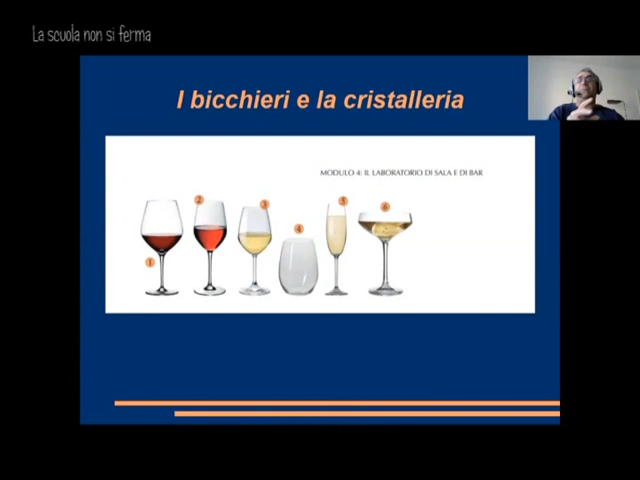 La scuola non si ferma
I bicchieri e la cristalleria
MODULO 4: IL LABORATORIO DI SALA E DI BAR
1
2
3
4
5
6